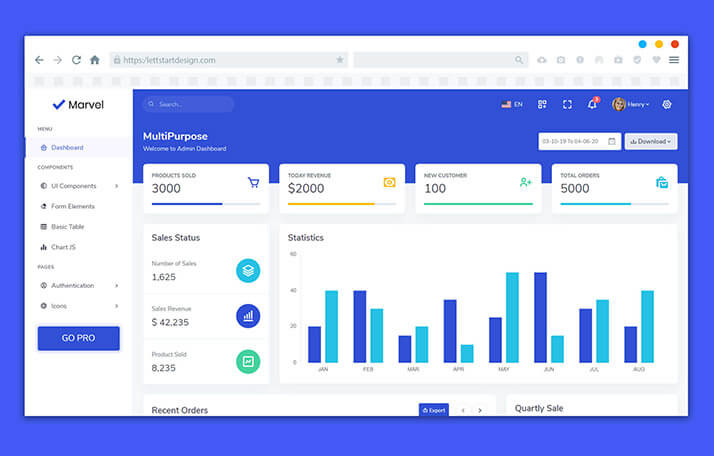 https:/lettstartdesign.com
Marvel
Search...
EN
Henry
MENU
Dashboard
COMPONENTS
UI Components
Form Elements
Basic Table
Chart JS
PAGES
Authentication
Icons
GO PRO
MultiPurpose
Welcome to Admin Dashboard
03-10-19 To 04-06-20
Download
PRODUCTS SOLD
3000
TODAY REVENUE
$2000
NEW CUSTOMER
100
TOTAL ORDERS
5000
Sales Status
Number of Sales
1,625
Sales Revenue
$ 42,235
Product Sold
8,235
Statistics
60
40
20
0
JAN FEB MAR APR MAY JUN JUL AUG
Recent Orders
Export
Quartly Sale